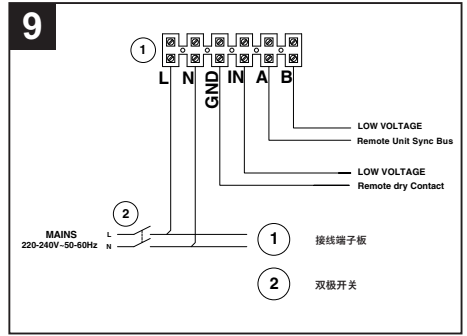 9
1
L N GND IN A B
LOW VOLTAGE
Remote Unit Sync Bus
LOW VOLTAGE
Remote dry Contact
2
MAINS L
220-240V~50-60Hz N
1 接线端子板
2 双极开关